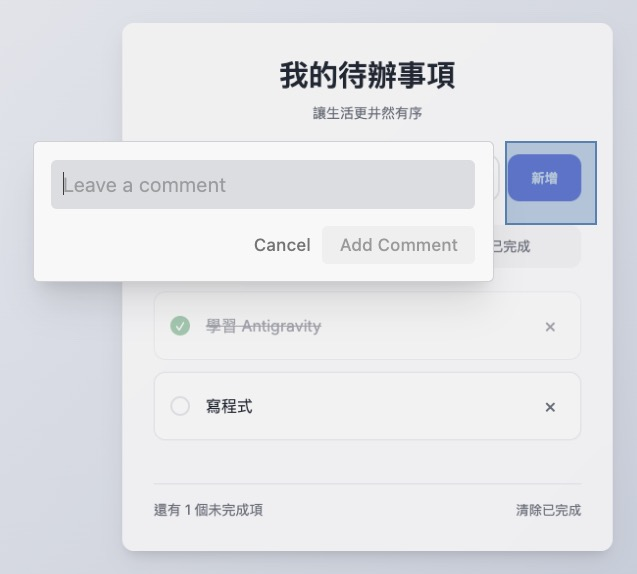 我的待辦事項
讓生活更井然有序
Leave a comment
新增
Cancel
Add Comment
已完成
學習 Antigravity
寫程式
還有 1 個未完成項
清除已完成